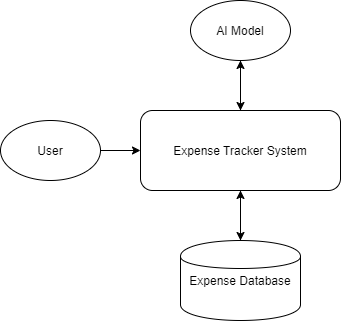 AI Model
User
Expense Tracker System
Expense Database